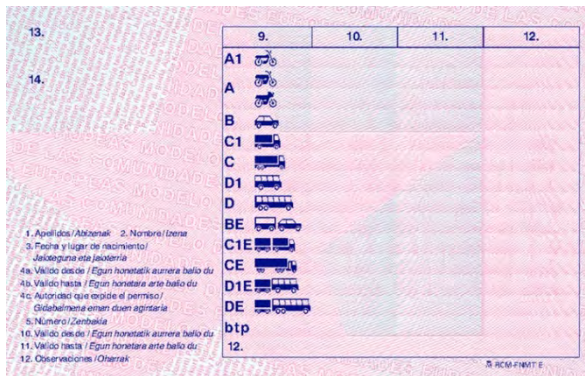 13.
14.
9. 10. 11. 12.
A1
A
B
C1
C
D1
D
BE
C1E
CE
D1E
DE
btp
12.
1. Apellidos/Abizenak 2. Nombre/Izena
3. Fecha y lugar de nacimiento/
Jaioteguna eta jaioterria
4a. Válido desde / Egun honetatik aurrera balio du
4b. Válido hasta / Egun honetara arte balio du
4c. Autoridad que expide el permiso/
Gidabaimena eman duen agintaria
5. Número/Zenbakia
10. Válido desde / Egun honetatik aurrera balio du
11. Válido hasta / Egun honetara arte balio du
12. Observaciones/Oharrak
RCM-FNMT E